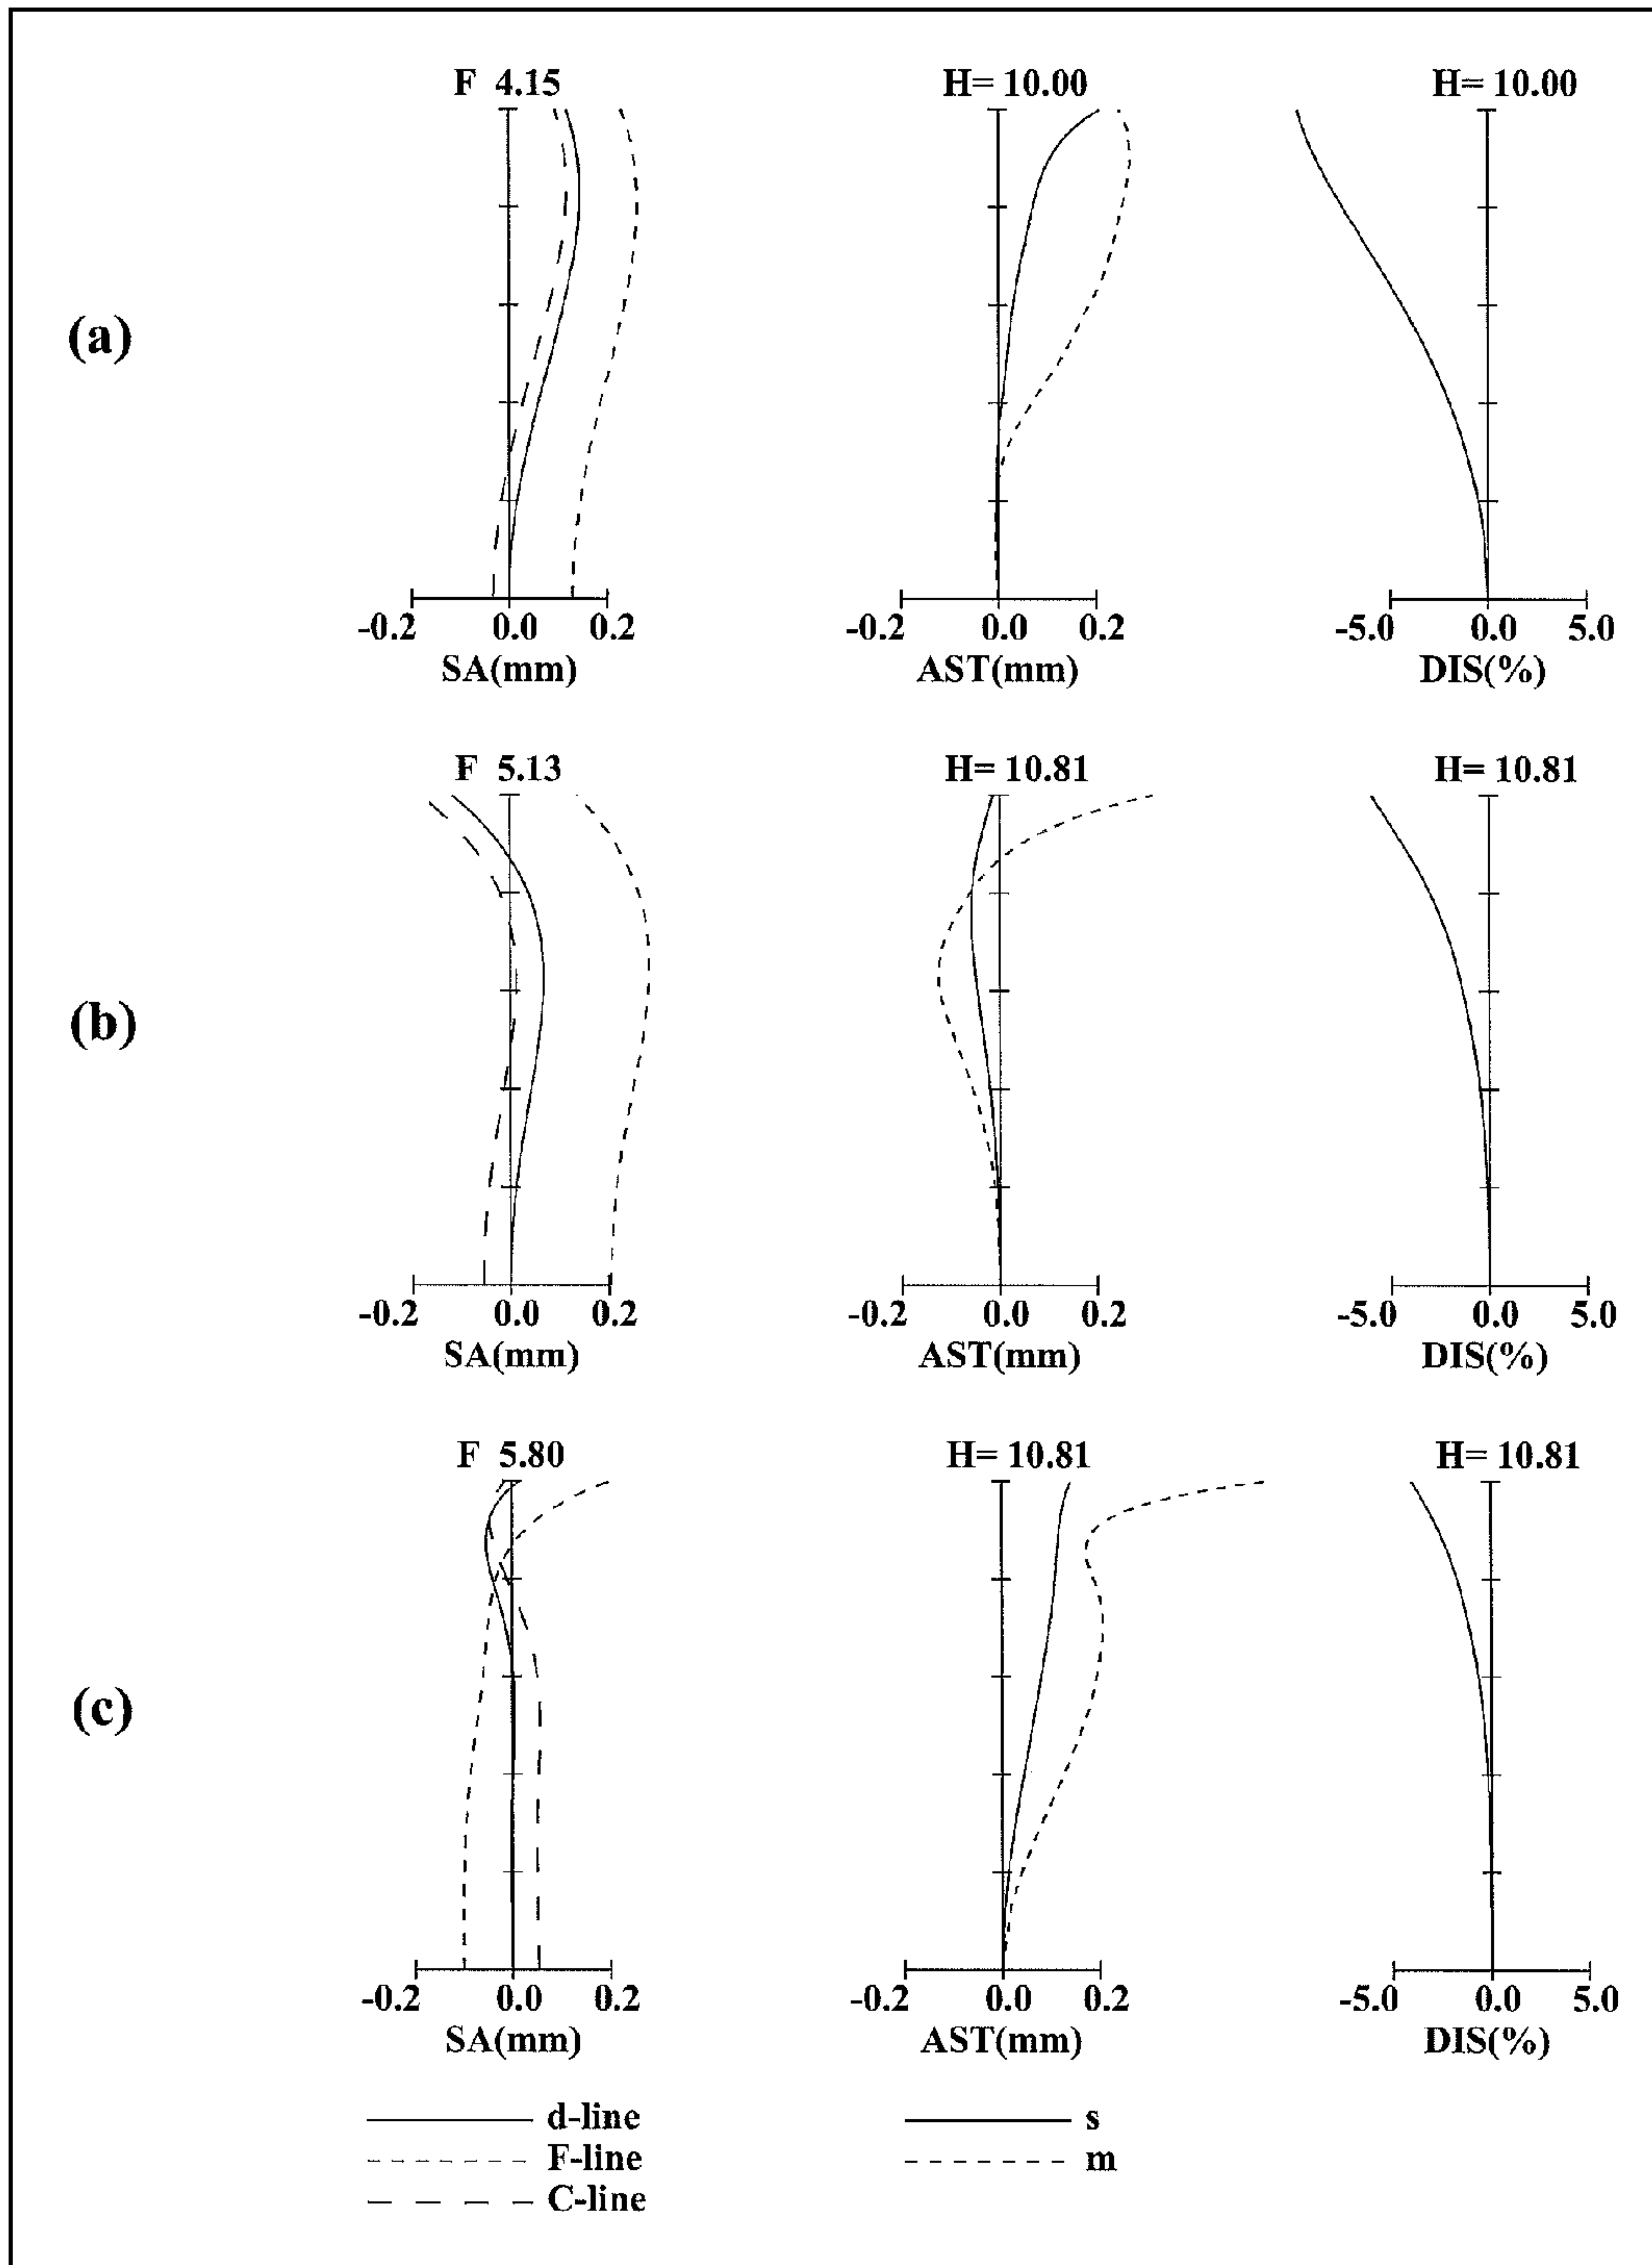 F 4.15 H= 10.00 H= 10.00
(a)
-0.2 0.0 0.2 -0.2 0.0 0.2 -5.0 0.0 5.0
SA(mm) AST(mm) DIS(%)
F 5.13 H= 10.81 H= 10.81
(b)
-0.2 0.0 0.2 -0.2 0.0 0.2 -5.0 0.0 5.0
SA(mm) AST(mm) DIS(%)
F 5.80 H= 10.81 H= 10.81
(c)
-0.2 0.0 0.2 -0.2 0.0 0.2 -5.0 0.0 5.0
SA(mm) AST(mm) DIS(%)
d-line s
F-line m
C-line